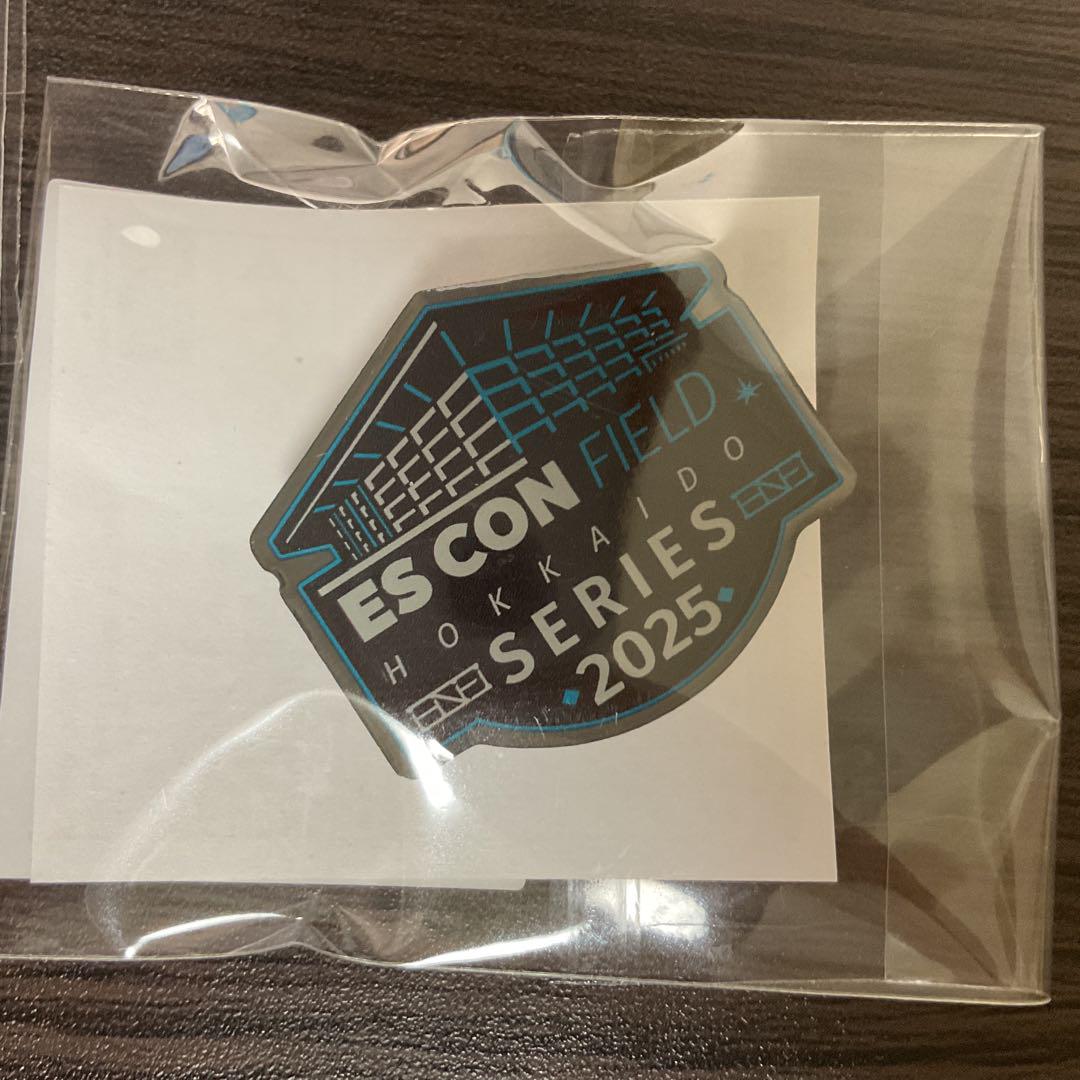 ES CON FIELD
HOKKAIDO
SERIES
2025